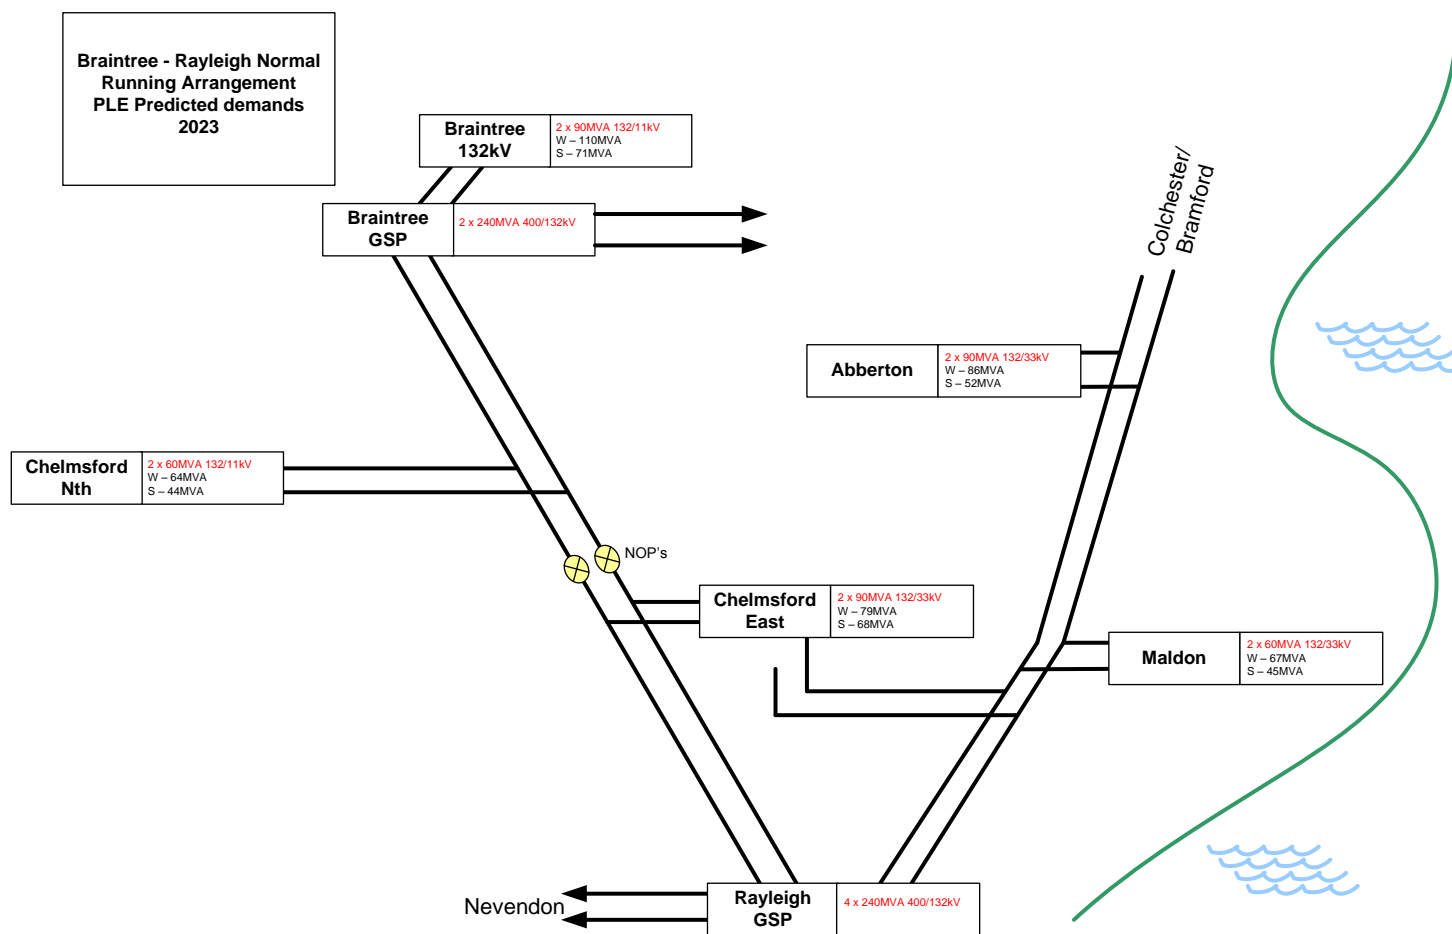 Braintree - Rayleigh Normal
Running Arrangement
PLE Predicted demands
2023
Braintree
132kV
2 x 90MVA 132/11kV
W – 110MVA
S – 71MVA
Braintree
GSP
2 x 240MVA 400/132kV
Colchester/
Bramford
Abberton
2 x 90MVA 132/33kV
W – 86MVA
S – 52MVA
Chelmsford
Nth
2 x 60MVA 132/11kV
W – 64MVA
S – 44MVA
NOP's
Chelmsford
East
2 x 90MVA 132/33kV
W – 79MVA
S – 68MVA
Maldon
2 x 60MVA 132/33kV
W – 67MVA
S – 45MVA
Nevendon
Rayleigh
GSP
4 x 240MVA 400/132kV